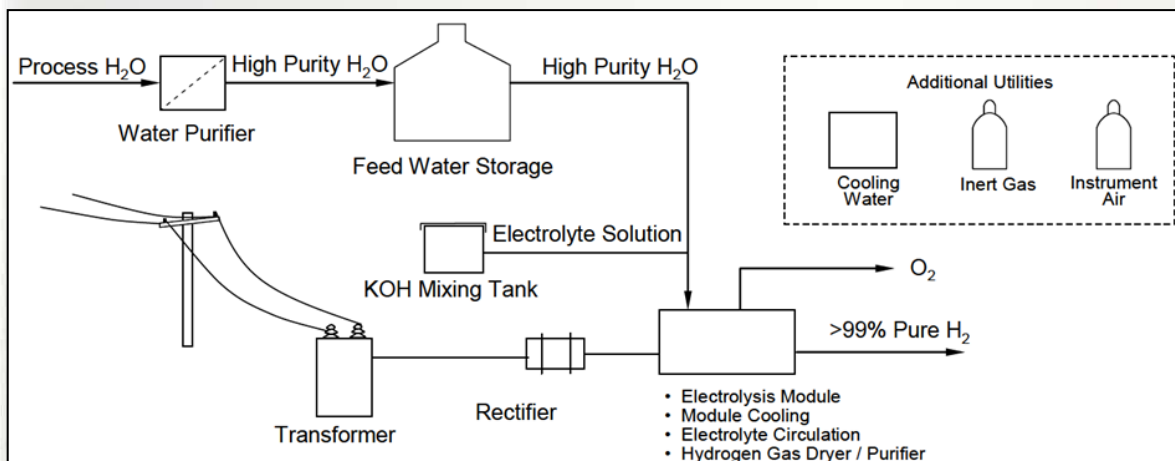 Process H₂O
High Purity H₂O
High Purity H₂O
Water Purifier
Feed Water Storage
Additional Utilities
Cooling
Water
Inert Gas
Instrument
Air
Electrolyte Solution
KOH Mixing Tank
O₂
>99% Pure H₂
Rectifier
Transformer
• Electrolysis Module
• Module Cooling
• Electrolyte Circulation
• Hydrogen Gas Dryer / Purifier